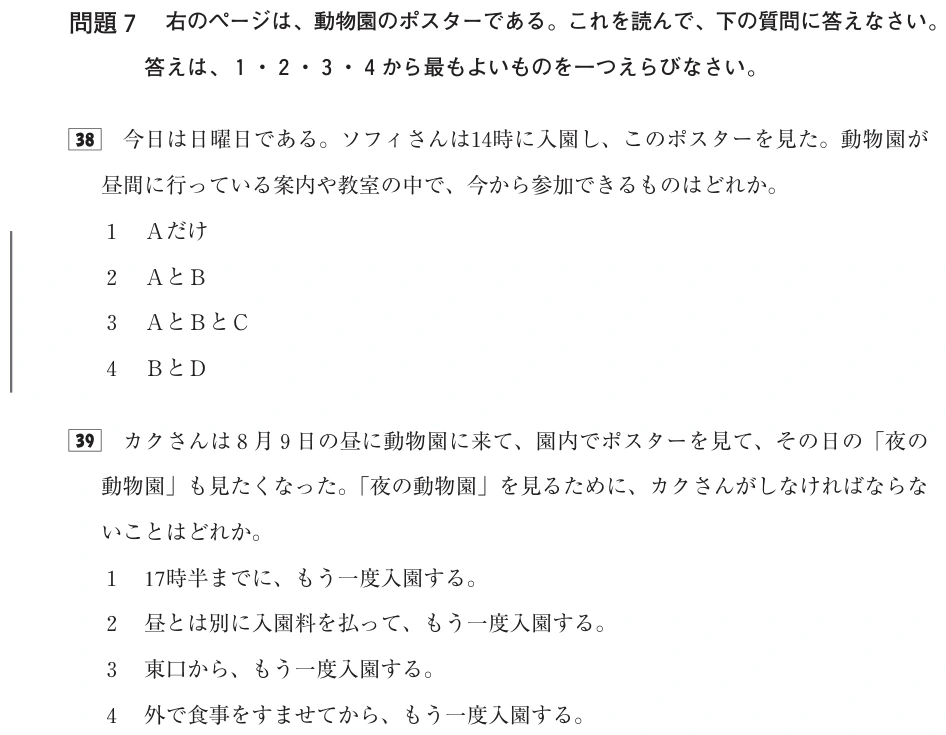 問題7 右のページは、動物園のポスターである。これを読んで、下の質問に答えなさい。
答えは、1・2・3・4から最もよいものを一つえらびなさい。
38 今日は日曜日である。ソフィさんは14時に入園し、このポスターを見た。動物園が
昼間に行っている案内や教室の中で、今から参加できるものはどれか。
1 Aだけ
2 AとB
3 AとBとC
4 BとD
39 カクさんは8月9日の昼に動物園に来て、園内でポスターを見て、その日の「夜の
動物園」も見たくなった。「夜の動物園」を見るために、カクさんがしなければならな
いことはどれか。
1 17時半までに、もう一度入園する。
2 昼とは別に入園料を払って、もう一度入園する。
3 東口から、もう一度入園する。
4 外で食事をすませてから、もう一度入園する。